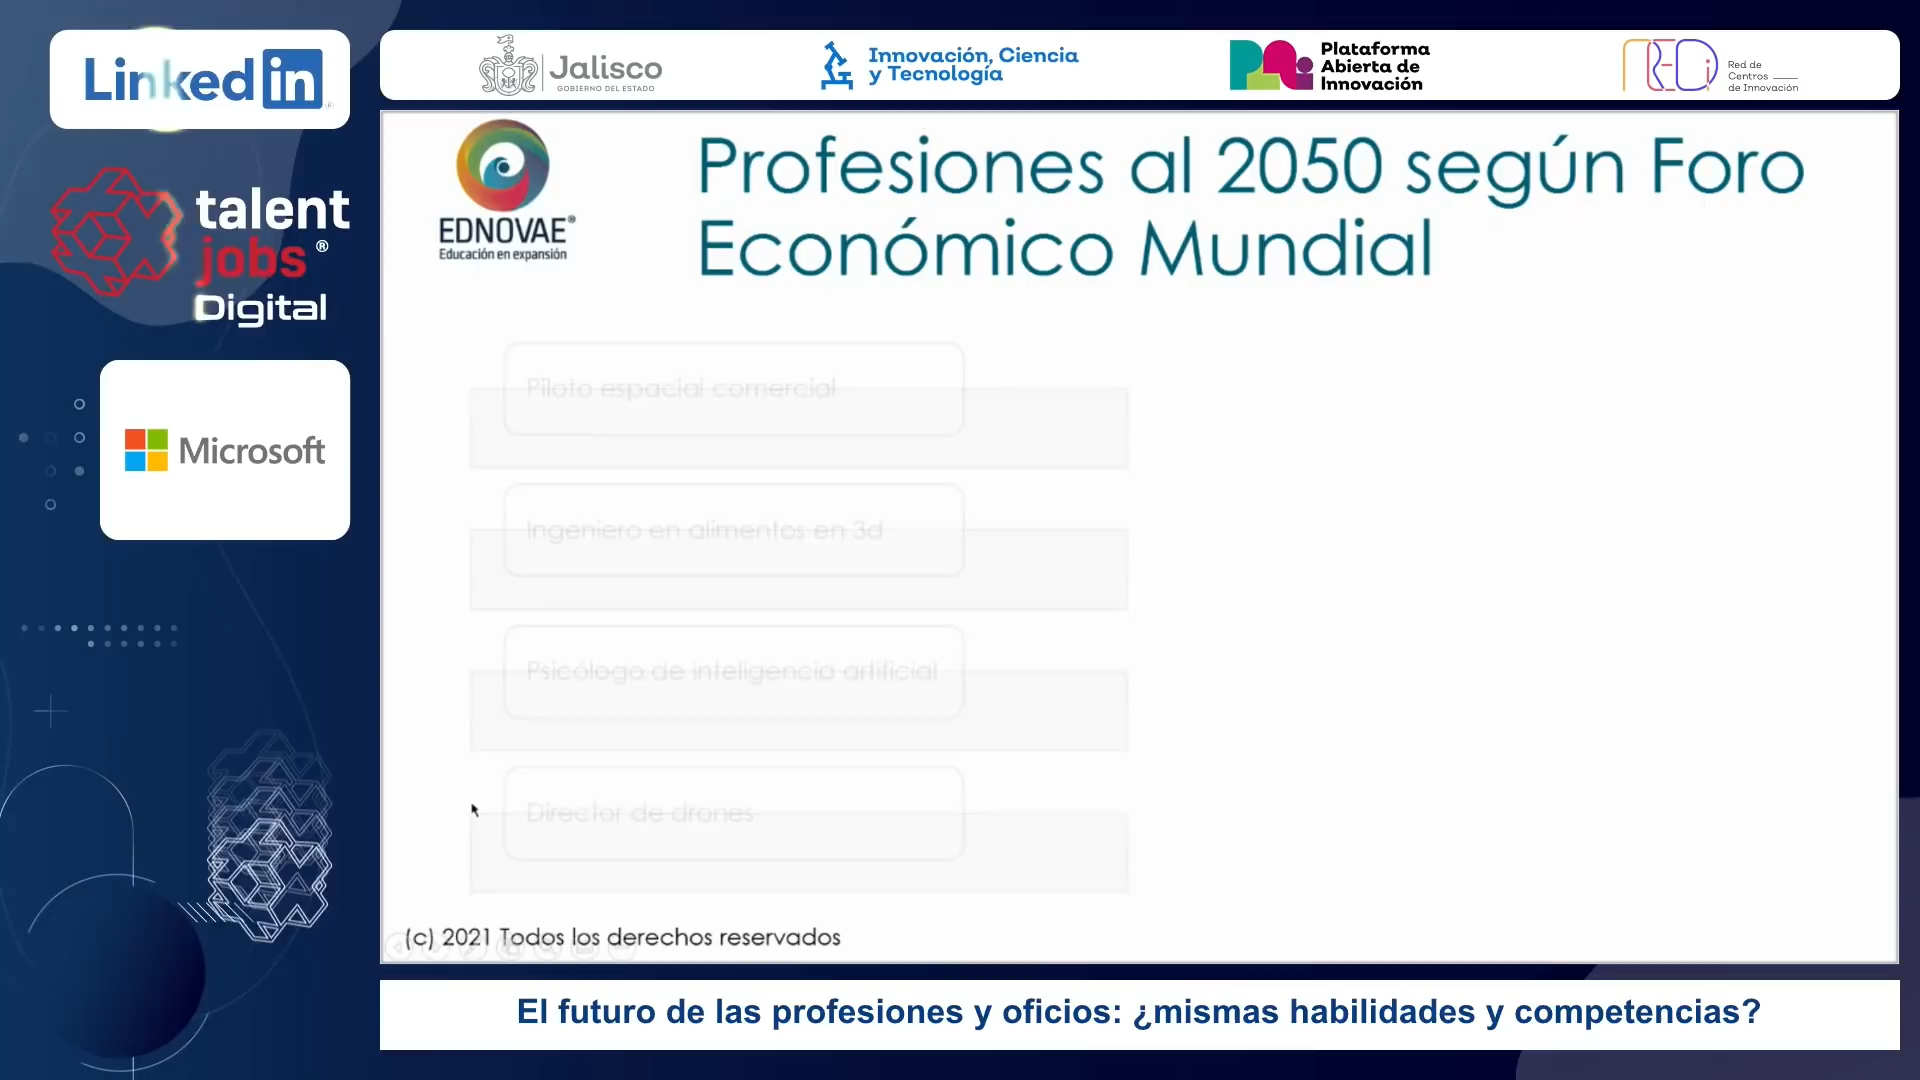 Linked in
talent
jobs ®
Digital
Microsoft
Jalisco
GOBIERNO DEL ESTADO
Innovación, Ciencia
y Tecnología
Plataforma
Abierta de
Innovación
REDi
Red de
Centros
de Innovación
EDNOVAE®
Educación en expansión
Profesiones al 2050 según Foro
Económico Mundial
Piloto espacial comercial
Ingeniero en alimentos en 3d
Psicólogo de inteligencia artificial
Director de drones
(c) 2021 Todos los derechos reservados
El futuro de las profesiones y oficios: ¿mismas habilidades y competencias?